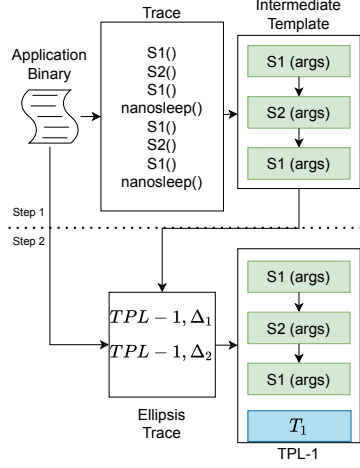 Trace
Intermediate
Template
Application
Binary
S1()
S2()
S1()
nanosleep()
S1()
S2()
S1()
nanosleep()
S1 (args)
S2 (args)
S1 (args)
Step 1
Step 2
TPL − 1, Δ₁
TPL − 1, Δ₂
Ellipsis
Trace
S1 (args)
S2 (args)
S1 (args)
T₁
TPL-1